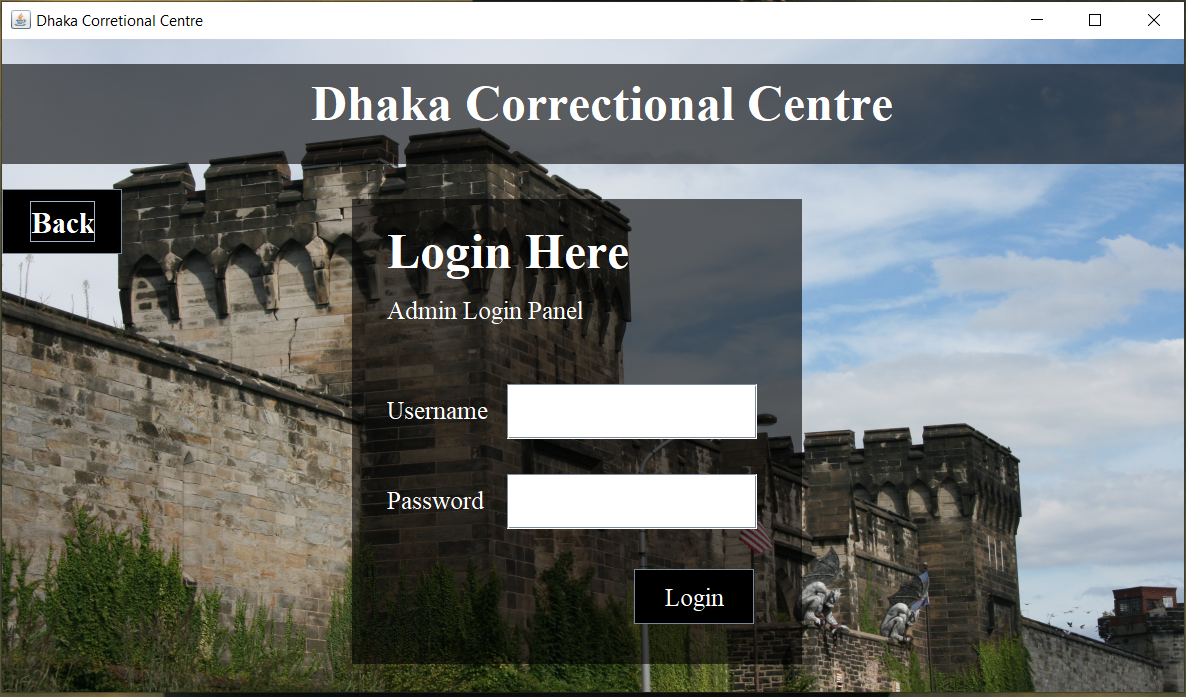 Dhaka Corretional Centre
Dhaka Correctional Centre
Back
Login Here
Admin Login Panel
Username
Password
Login